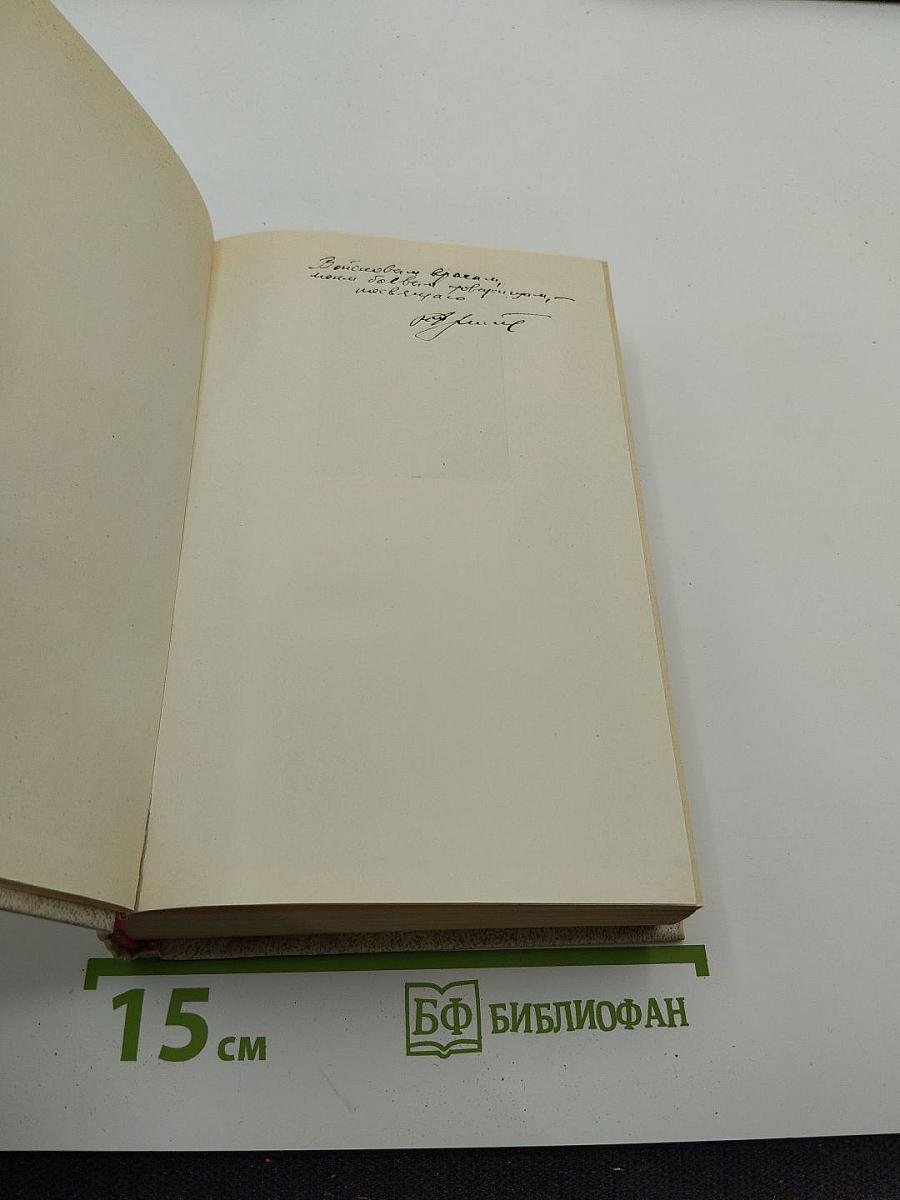 Войсковым врачам,
моим боевым товарищам, —
посвящаю
15 см
БФ БИБЛИОФАН